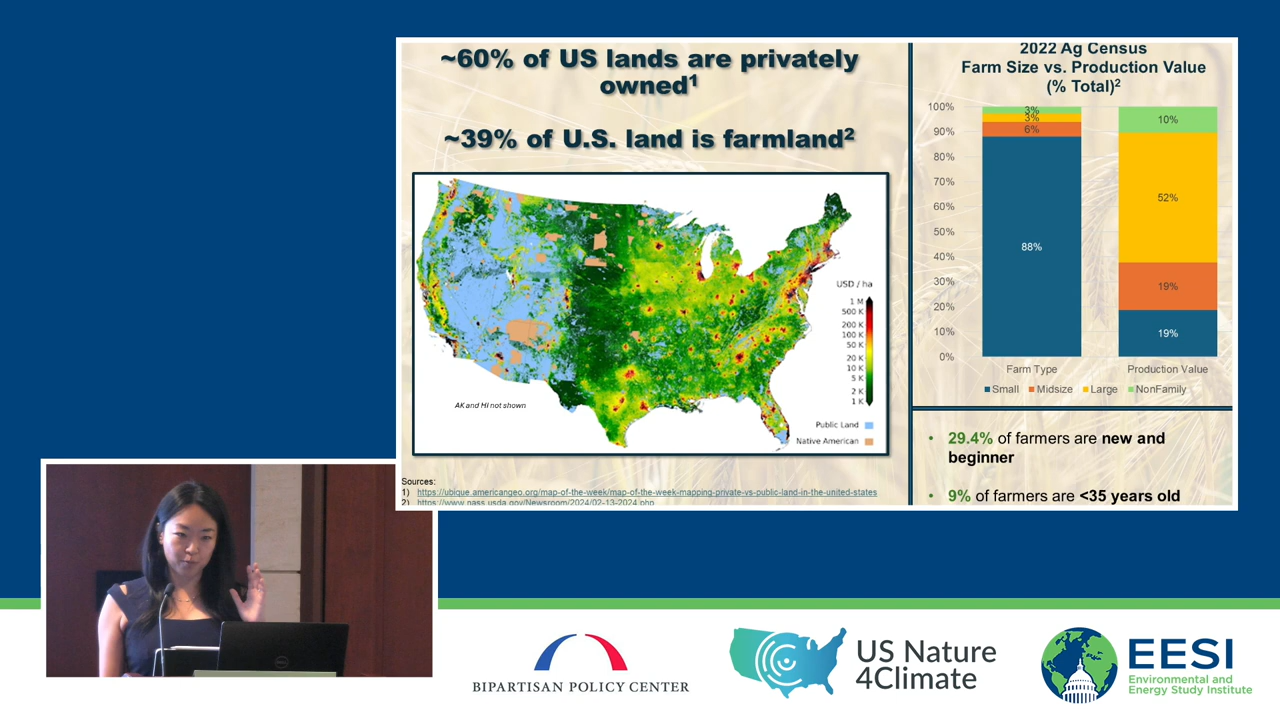 ~60% of US lands are privately
owned1
~39% of U.S. land is farmland2
USD / ha
1 M
500 K
200 K
100 K
50 K
20 K
10 K
5 K
2 K
1 K
AK and HI not shown
Public Land
Native American
Sources:
1) https://ubique.americangeo.org/map-of-the-week/map-of-the-week-mapping-private-vs-public-land-in-the-united-states
2) https://www.nass.usda.gov/Newsroom/2024/02-13-2024.php
2022 Ag Census
Farm Size vs. Production Value
(% Total)2
100%
90%
80%
70%
60%
50%
40%
30%
20%
10%
0%
3%
3%
6%
88%
10%
52%
19%
19%
Farm Type Production Value
Small Midsize Large NonFamily
• 29.4% of farmers are new and
beginner
• 9% of farmers are <35 years old
DELL
BIPARTISAN POLICY CENTER
US Nature
4Climate
EESI
Environmental and
Energy Study Institute